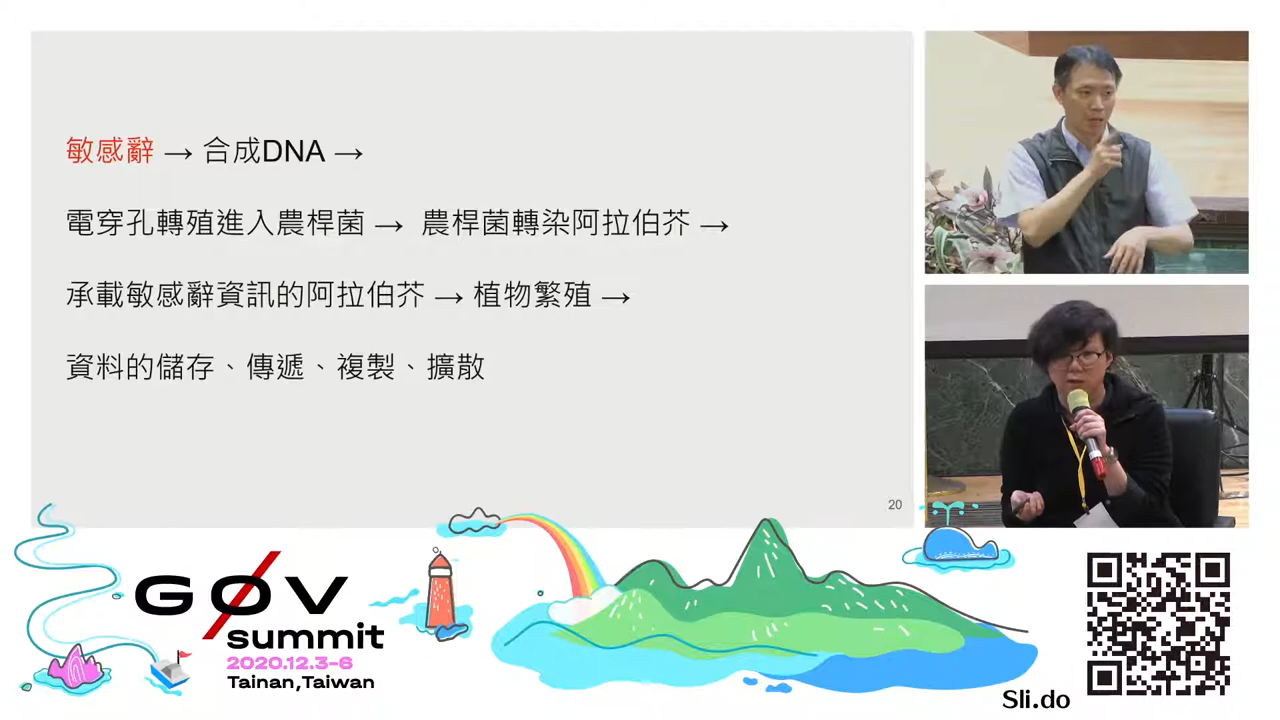 敏感辭 → 合成DNA →
電穿孔轉殖進入農桿菌 → 農桿菌轉染阿拉伯芥 →
承載敏感辭資訊的阿拉伯芥 → 植物繁殖 →
資料的儲存、傳遞、複製、擴散
20
GØV
summit
2020.12.3-6
Tainan,Taiwan
Sli.do